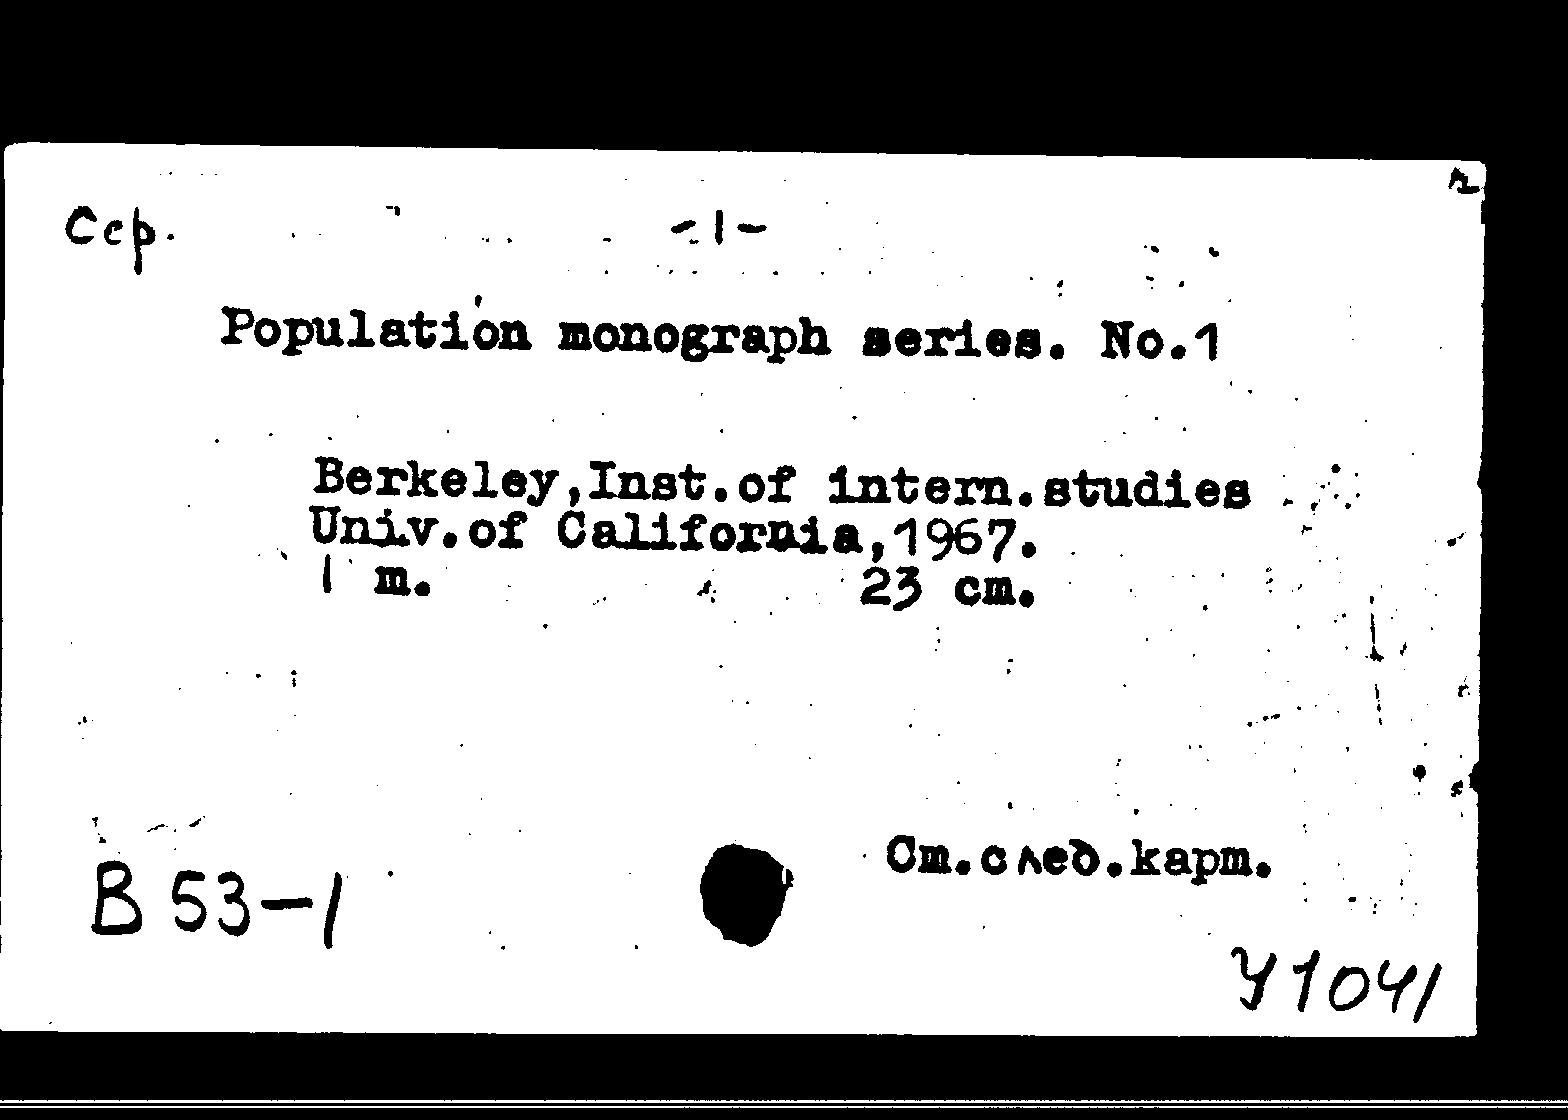 Сер. - 1 -
Population monograph series. No.1
Berkeley,Inst.of intern.studies
Univ.of California,1967.
1 m. 23 cm.
См.след.карт.
B 53-1
У 1041